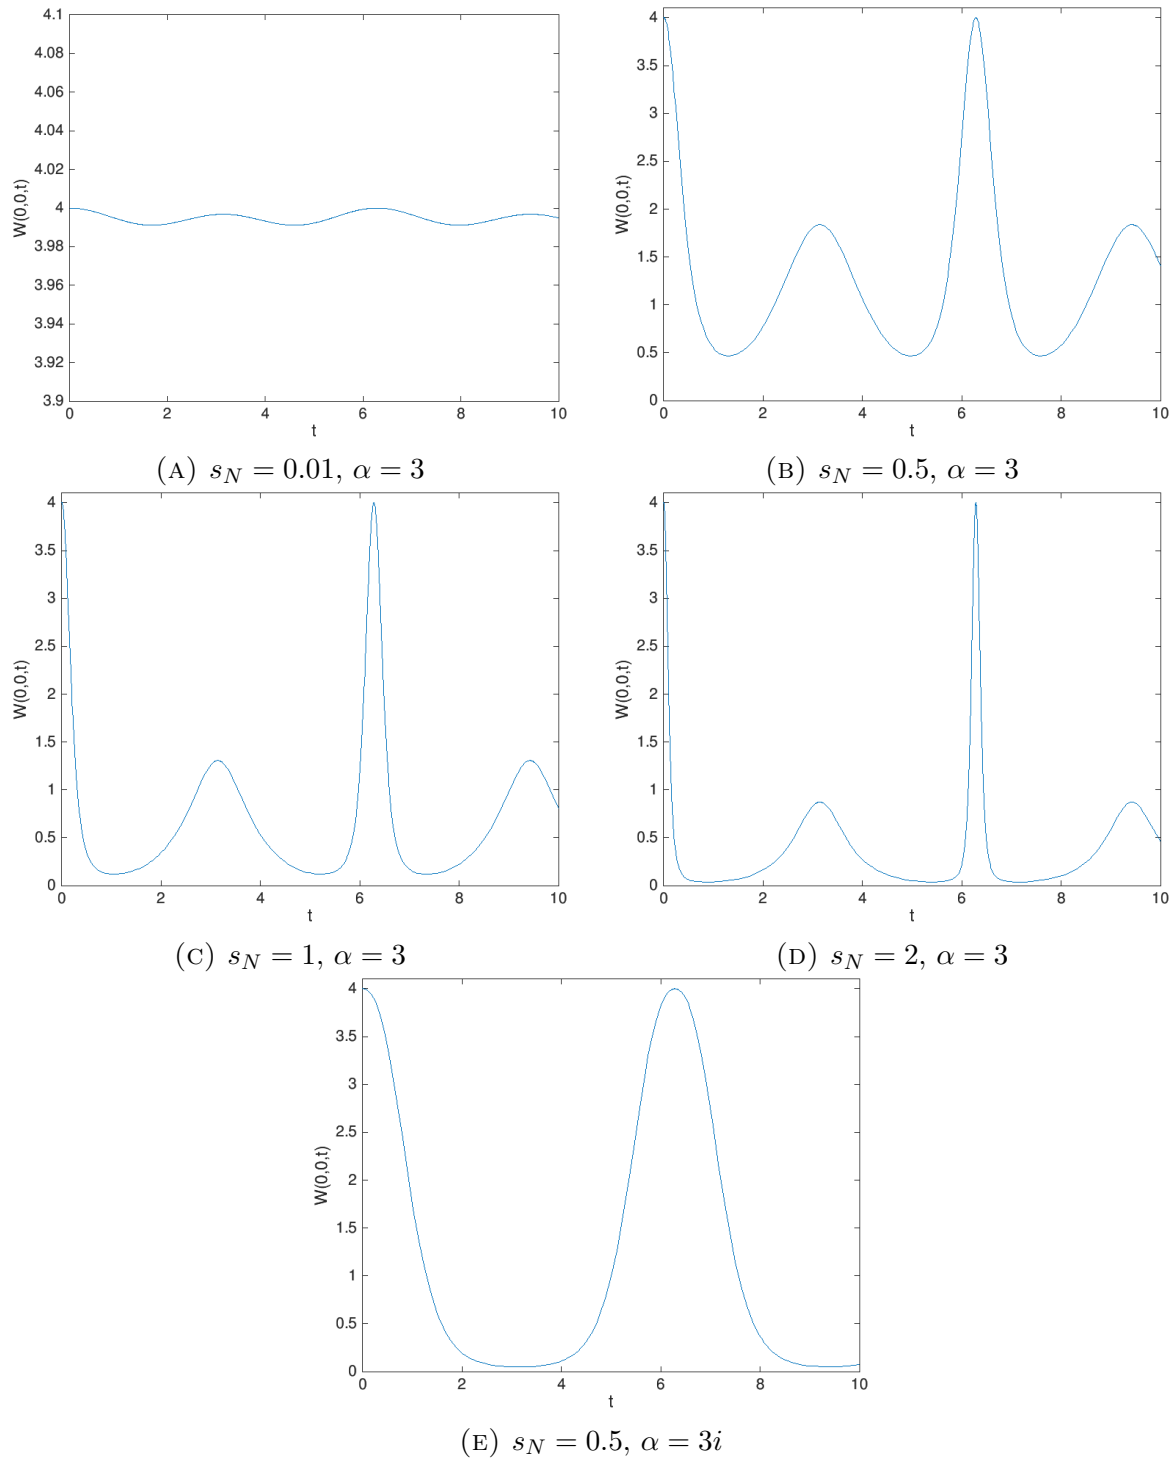 4.1
4.08
4.06
4.04
4.02
4
3.98
3.96
3.94
3.92
3.9
W(0,0,t)
0 2 4 6 8 10
t
(A) s_N = 0.01, α = 3
4
3.5
3
2.5
2
1.5
1
0.5
0
W(0,0,t)
0 2 4 6 8 10
t
(B) s_N = 0.5, α = 3
4
3.5
3
2.5
2
1.5
1
0.5
0
W(0,0,t)
0 2 4 6 8 10
t
(C) s_N = 1, α = 3
4
3.5
3
2.5
2
1.5
1
0.5
0
W(0,0,t)
0 2 4 6 8 10
t
(D) s_N = 2, α = 3
4
3.5
3
2.5
2
1.5
1
0.5
0
W(0,0,t)
0 2 4 6 8 10
t
(E) s_N = 0.5, α = 3i